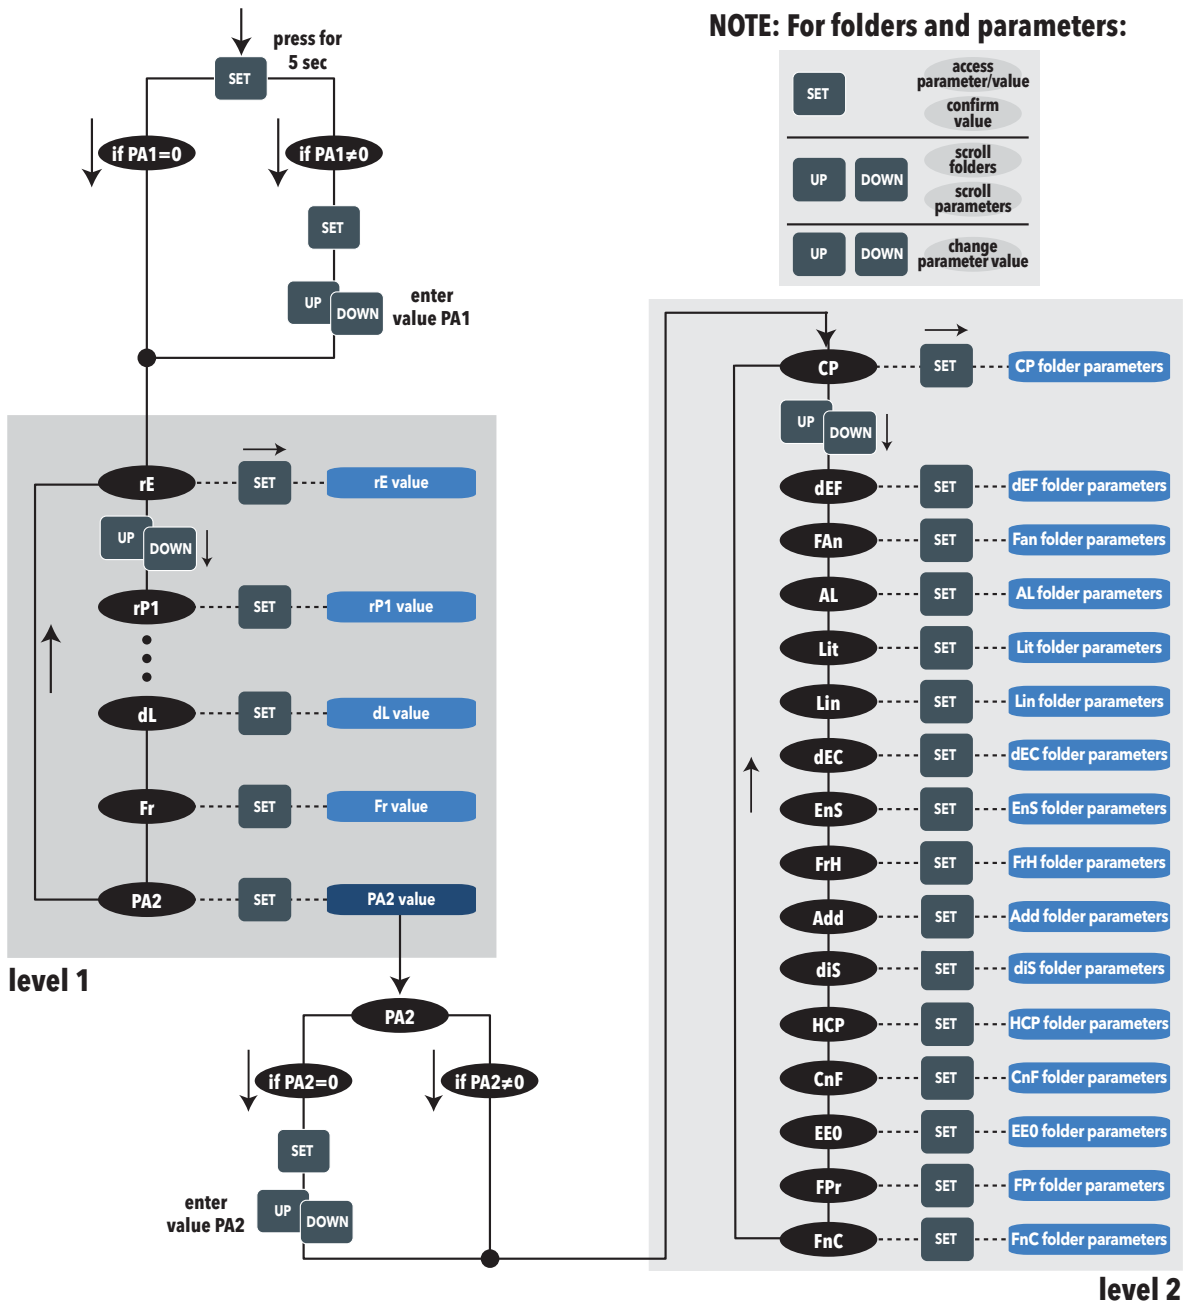 NOTE: For folders and parameters:
press for
5 sec
SET
if PA1=0
if PA1≠0
SET
UP
DOWN
enter
value PA1
SET
access
parameter/value
confirm
value
UP
DOWN
scroll
folders
scroll
parameters
UP
DOWN
change
parameter value
rE
SET
rE value
UP
DOWN
rP1
SET
rP1 value
dL
SET
dL value
Fr
SET
Fr value
PA2
SET
PA2 value
level 1
PA2
if PA2=0
if PA2≠0
SET
enter
value PA2
UP
DOWN
CP
SET
CP folder parameters
UP
DOWN
dEF
SET
dEF folder parameters
FAn
SET
Fan folder parameters
AL
SET
AL folder parameters
Lit
SET
Lit folder parameters
Lin
SET
Lin folder parameters
dEC
SET
dEC folder parameters
EnS
SET
EnS folder parameters
FrH
SET
FrH folder parameters
Add
SET
Add folder parameters
diS
SET
diS folder parameters
HCP
SET
HCP folder parameters
CnF
SET
CnF folder parameters
EE0
SET
EE0 folder parameters
FPr
SET
FPr folder parameters
FnC
SET
FnC folder parameters
level 2